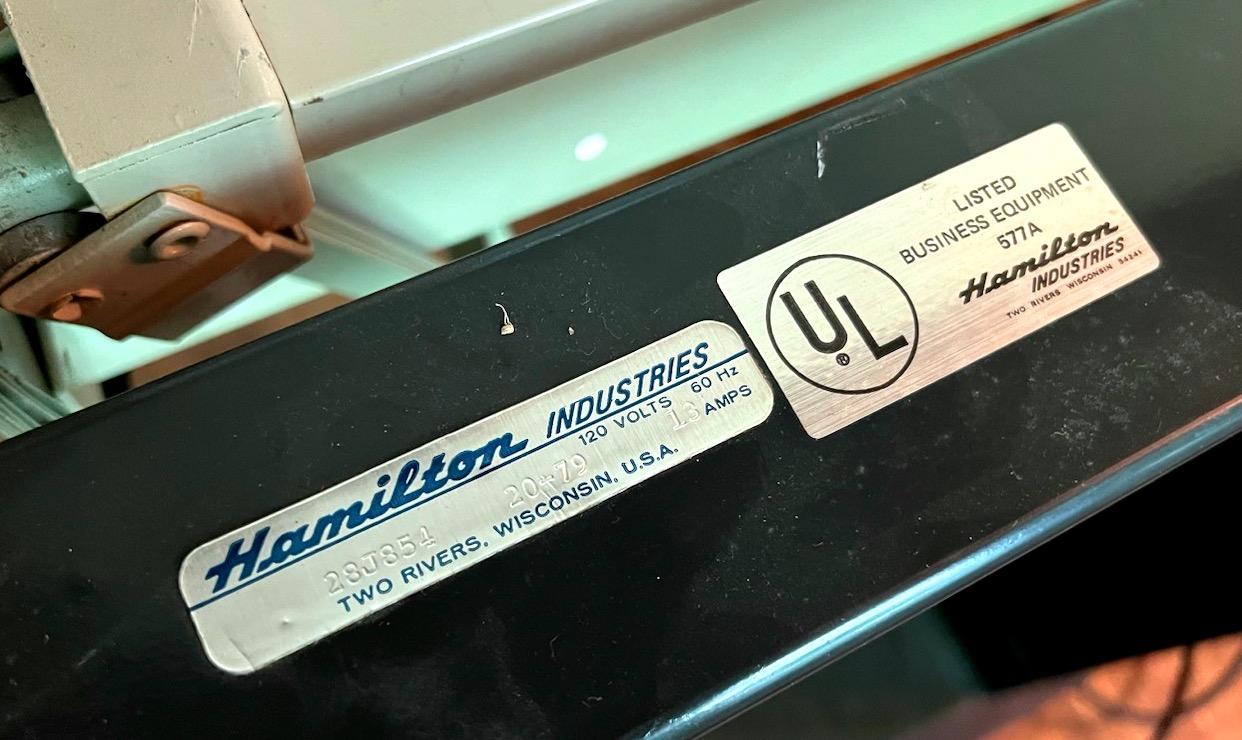 Hamilton INDUSTRIES
120 VOLTS 60 Hz
28J854 20-79 13 AMPS
TWO RIVERS, WISCONSIN, U.S.A.
UL
®
LISTED
BUSINESS EQUIPMENT
577A
Hamilton
INDUSTRIES
TWO RIVERS WISCONSIN 54241